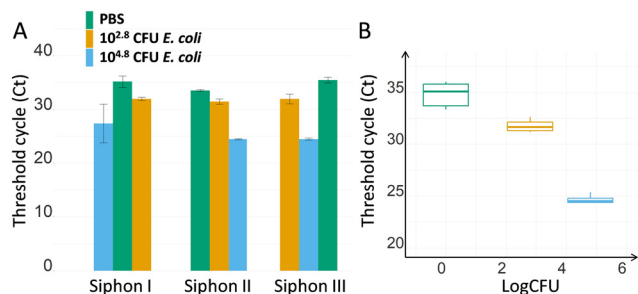 A
PBS
10^2.8 CFU E. coli
10^4.8 CFU E. coli
Threshold cycle (Ct)
40
30
20
10
0
Siphon I
Siphon II
Siphon III
B
Threshold cycle (Ct)
35
30
25
20
0
2
4
6
LogCFU